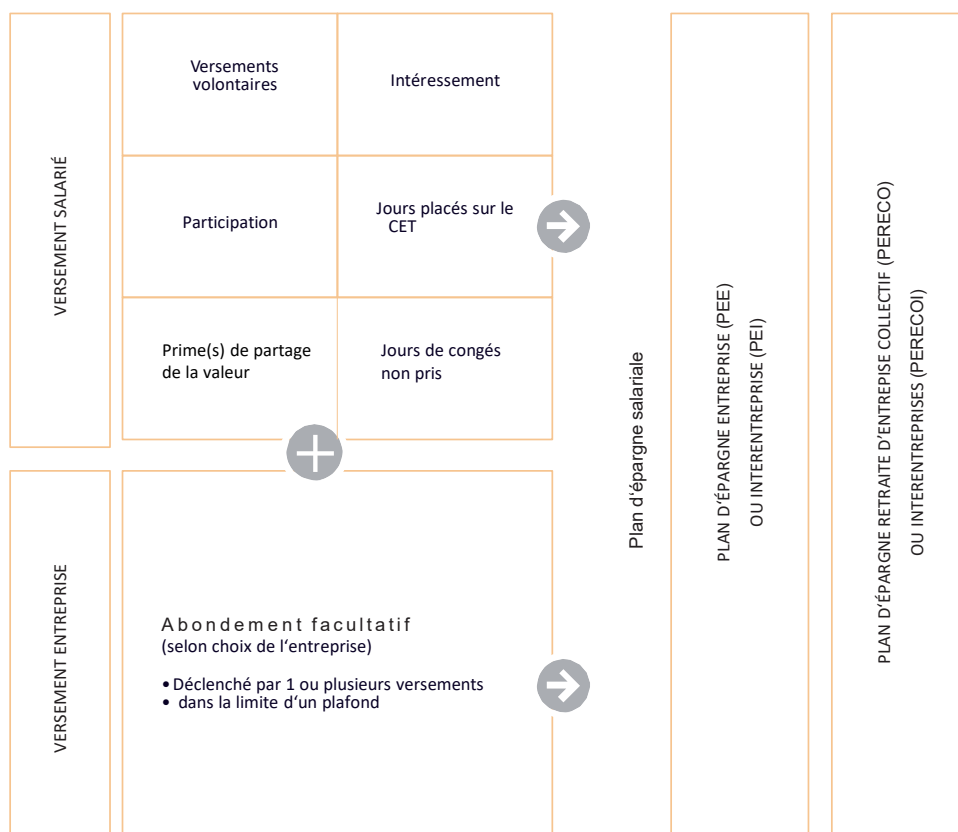 VERSEMENT SALARIÉ
Versements
volontaires
Intéressement
Participation
Jours placés sur le
CET
Prime(s) de partage
de la valeur
Jours de congés
non pris
VERSEMENT ENTREPRISE
Abondement facultatif
(selon choix de l‘entreprise)
• Déclenché par 1 ou plusieurs versements
• dans la limite d‘un plafond
Plan d‘épargne salariale
PLAN D‘ÉPARGNE ENTREPRISE (PEE)
OU INTERENTREPRISE (PEI)
PLAN D‘ÉPARGNE RETRAITE D‘ENTREPISE COLLECTIF (PERECO)
OU INTERENTREPRISES (PERECOI)